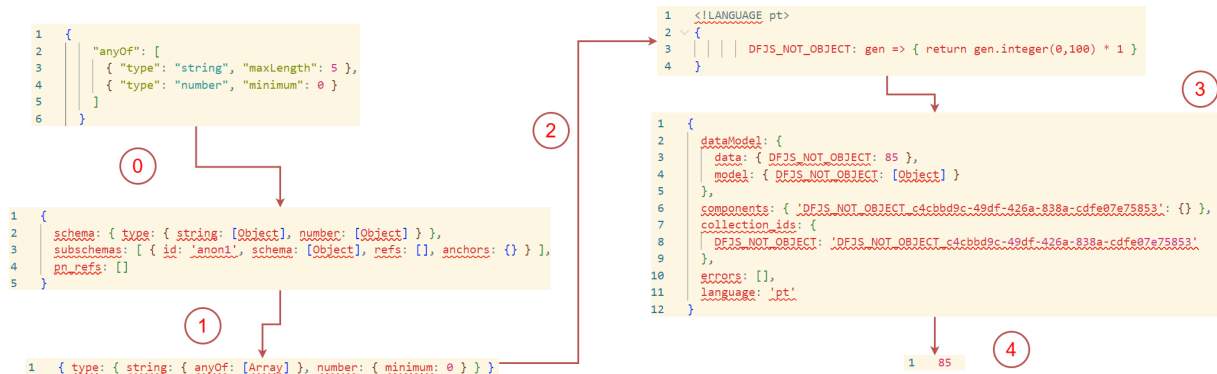 1 {
2 "anyOf": [
3 { "type": "string", "maxLength": 5 },
4 { "type": "number", "minimum": 0 }
5 ]
6 }
0
1 {
2 schema: { type: { string: [Object], number: [Object] } },
3 subschemas: [ { id: 'anon1', schema: [Object], refs: [], anchors: {} } ],
4 pn_refs: []
5 }
1
1 { type: { string: { anyOf: [Array] }, number: { minimum: 0 } } }
2
1 <!LANGUAGE pt>
2 {
3 DFJS_NOT_OBJECT: gen => { return gen.integer(0,100) * 1 }
4 }
3
1 {
2 dataModel: {
3 data: { DFJS_NOT_OBJECT: 85 },
4 model: { DFJS_NOT_OBJECT: [Object] }
5 },
6 components: { 'DFJS_NOT_OBJECT_c4cbbd9c-49df-426a-838a-cdfe07e75853': {} },
7 collection_ids: {
8 DFJS_NOT_OBJECT: 'DFJS_NOT_OBJECT_c4cbbd9c-49df-426a-838a-cdfe07e75853'
9 },
10 errors: [],
11 language: 'pt'
12 }
4
1 85